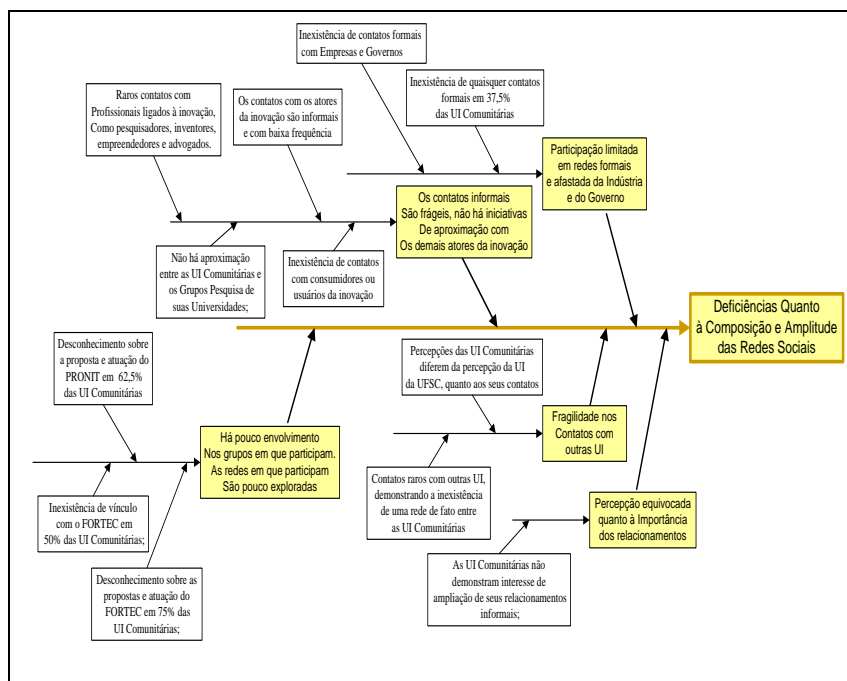 Inexistência de contatos formais
com Empresas e Governos
Inexistência de quaisquer contatos
formais em 37,5%
das UI Comunitárias
Raros contatos com
Profissionais ligados à inovação,
Como pesquisadores, inventores,
empreendedores e advogados.
Os contatos com os atores
da inovação são informais
e com baixa frequência
Participação limitada
em redes formais
e afastada da Indústria
e do Governo
Os contatos informais
São frágeis, não há iniciativas
De aproximação com
Os demais atores da inovação
Não há aproximação
entre as UI Comunitárias e
os Grupos Pesquisa de
suas Universidades;
Inexistência de contatos
com consumidores ou
usuários da inovação
Deficiências Quanto
à Composição e Amplitude
das Redes Sociais
Desconhecimento sobre
a proposta e atuação do
PRONIT em 62,5%
das UI Comunitárias
Percepções das UI Comunitárias
diferem da percepção da UI
da UFSC, quanto aos seus contatos
Há pouco envolvimento
Nos grupos em que participam.
As redes em que participam
São pouco exploradas
Fragilidade nos
Contatos com
outras UI
Contatos raros com outras UI,
demonstrando a inexistência
de uma rede de fato entre
as UI Comunitárias
Inexistência de vínculo
com o FORTEC em
50% das UI Comunitárias;
Percepção equivocada
quanto à Importância
dos relacionamentos
Desconhecimento sobre as
propostas e atuação do
FORTEC em 75% das
UI Comunitárias;
As UI Comunitárias não
demonstram interesse de
ampliação de seus relacionamentos
informais;